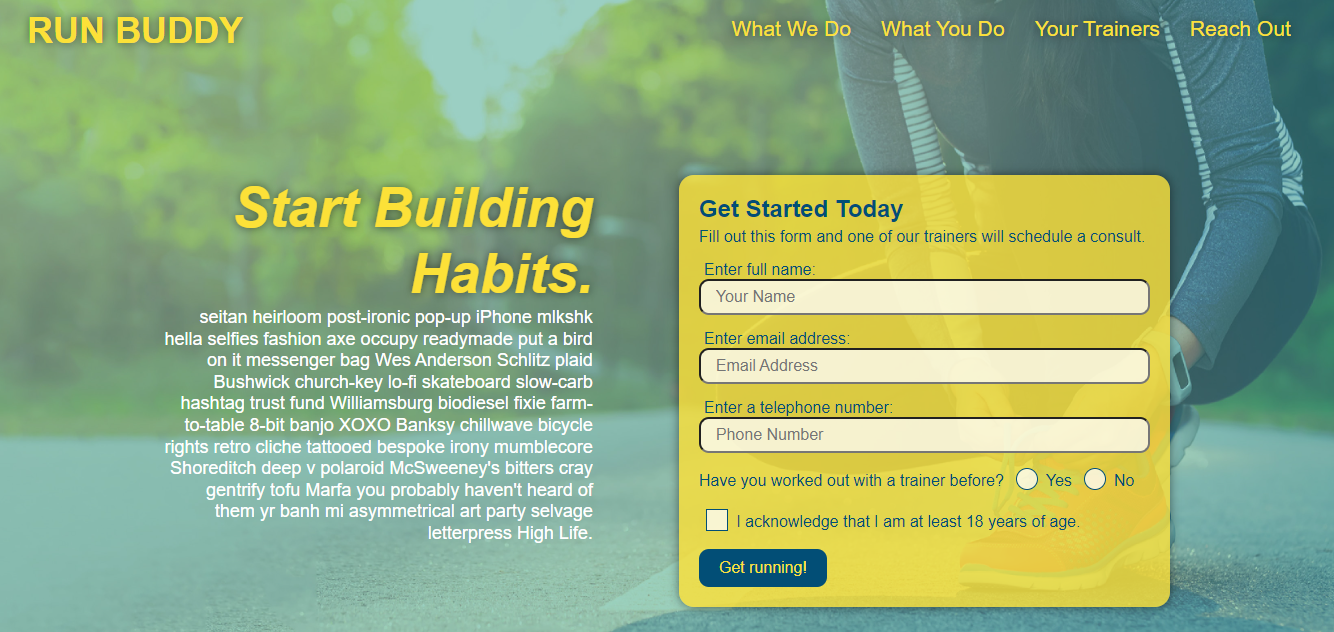 RUN BUDDY
What We Do
What You Do
Your Trainers
Reach Out
Start Building
Habits.
seitan heirloom post-ironic pop-up iPhone mlkshk
hella selfies fashion axe occupy readymade put a bird
on it messenger bag Wes Anderson Schlitz plaid
Bushwick church-key lo-fi skateboard slow-carb
hashtag trust fund Williamsburg biodiesel fixie farm-
to-table 8-bit banjo XOXO Banksy chillwave bicycle
rights retro cliche tattooed bespoke irony mumblecore
Shoreditch deep v polaroid McSweeney's bitters cray
gentrify tofu Marfa you probably haven't heard of
them yr banh mi asymmetrical art party selvage
letterpress High Life.
Get Started Today
Fill out this form and one of our trainers will schedule a consult.
Enter full name:
Your Name
Enter email address:
Email Address
Enter a telephone number:
Phone Number
Have you worked out with a trainer before? Yes No
I acknowledge that I am at least 18 years of age.
Get running!